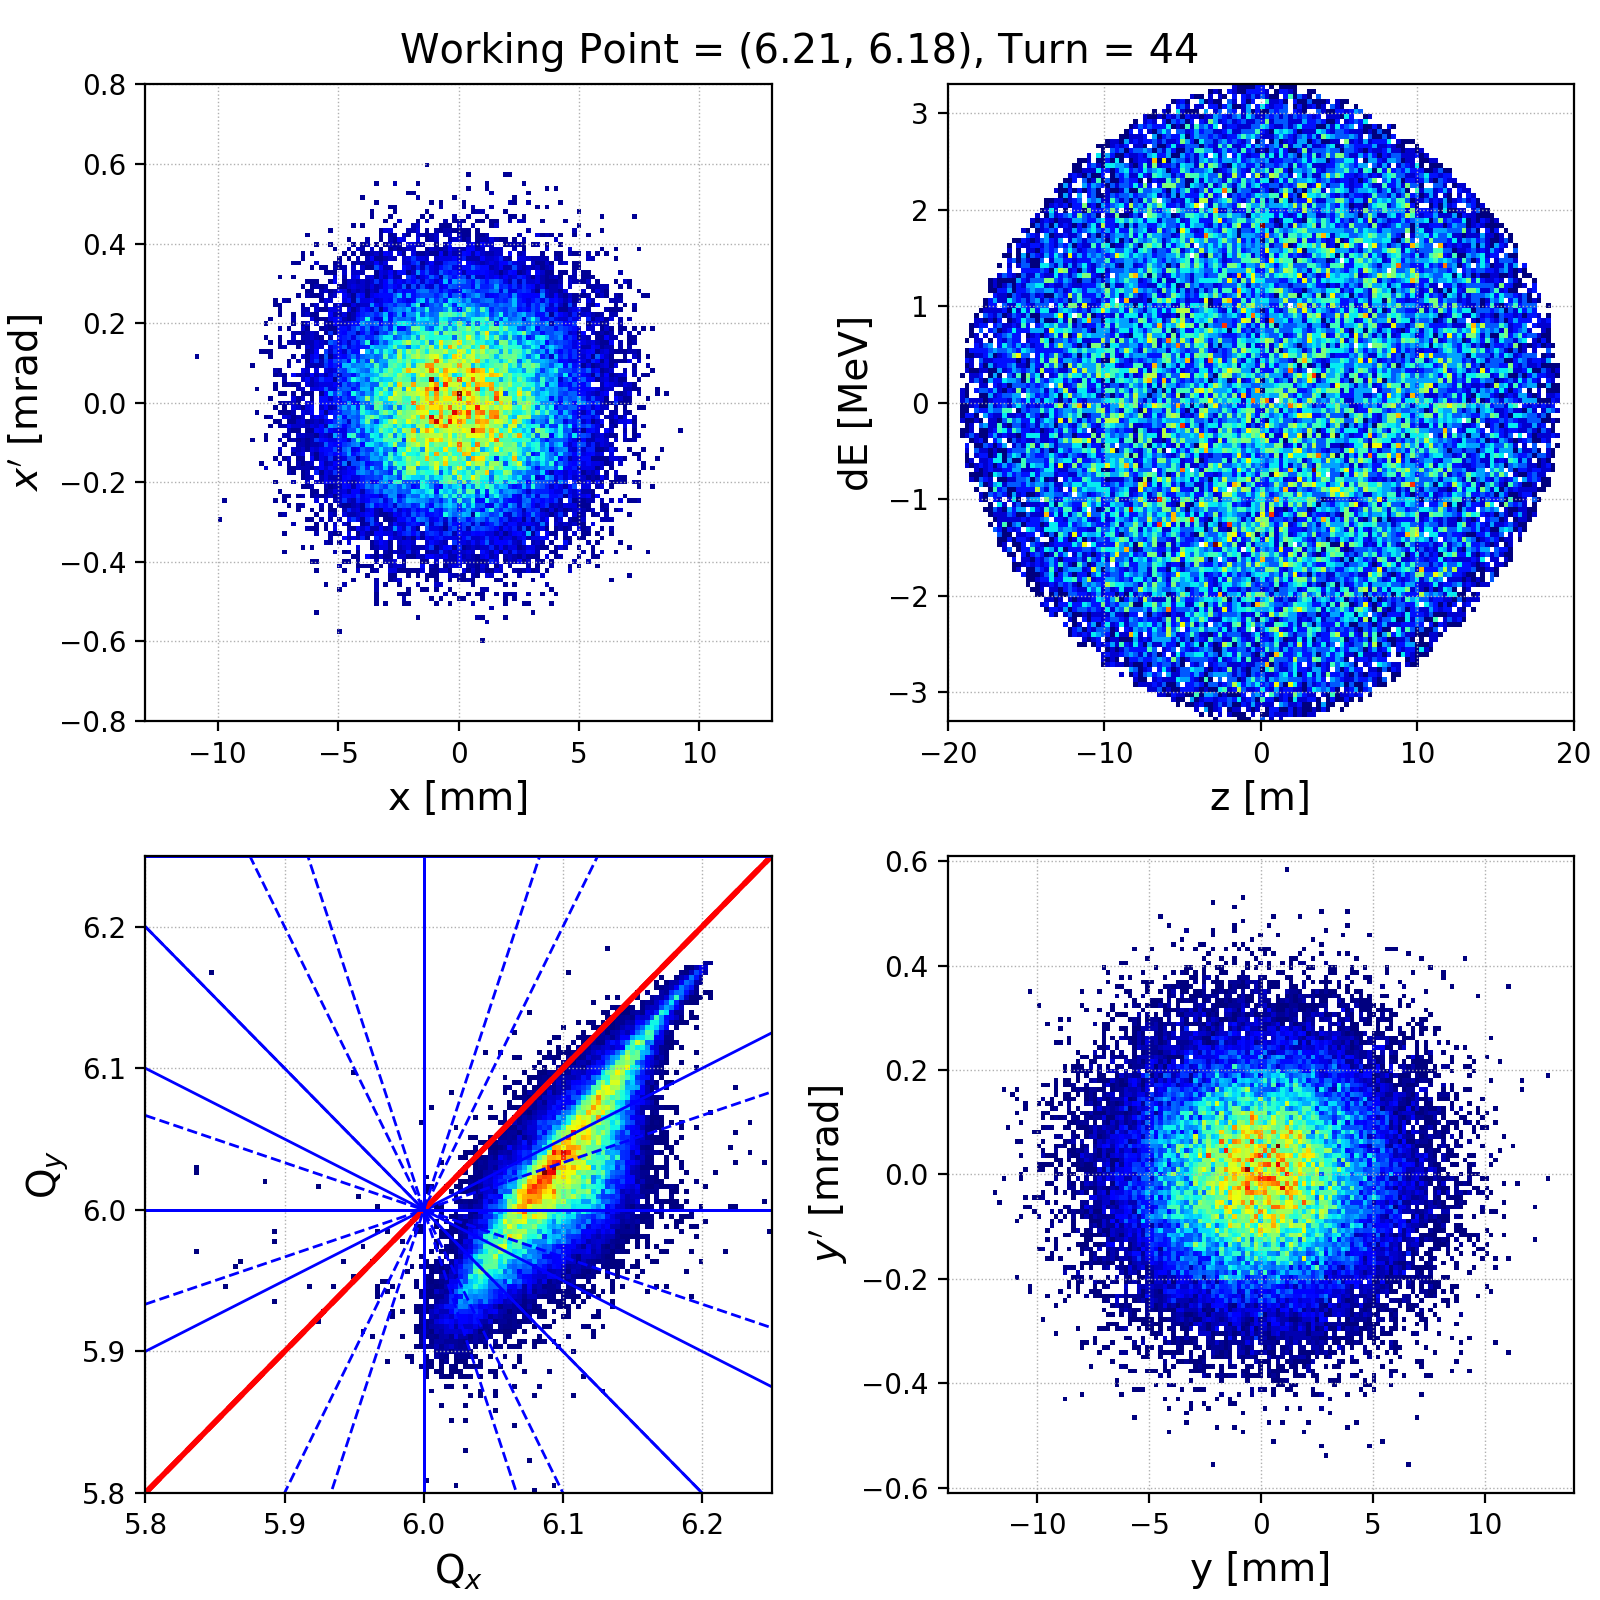 Working Point = (6.21, 6.18), Turn = 44
0.8
0.6
0.4
0.2
0.0
−0.2
−0.4
−0.6
−0.8
x′ [mrad]
−10 −5 0 5 10
x [mm]
3
2
1
0
−1
−2
−3
dE [MeV]
−20 −10 0 10 20
z [m]
6.2
6.1
6.0
5.9
5.8
Qy
5.8 5.9 6.0 6.1 6.2
Qx
0.6
0.4
0.2
0.0
−0.2
−0.4
−0.6
y′ [mrad]
−10 −5 0 5 10
y [mm]